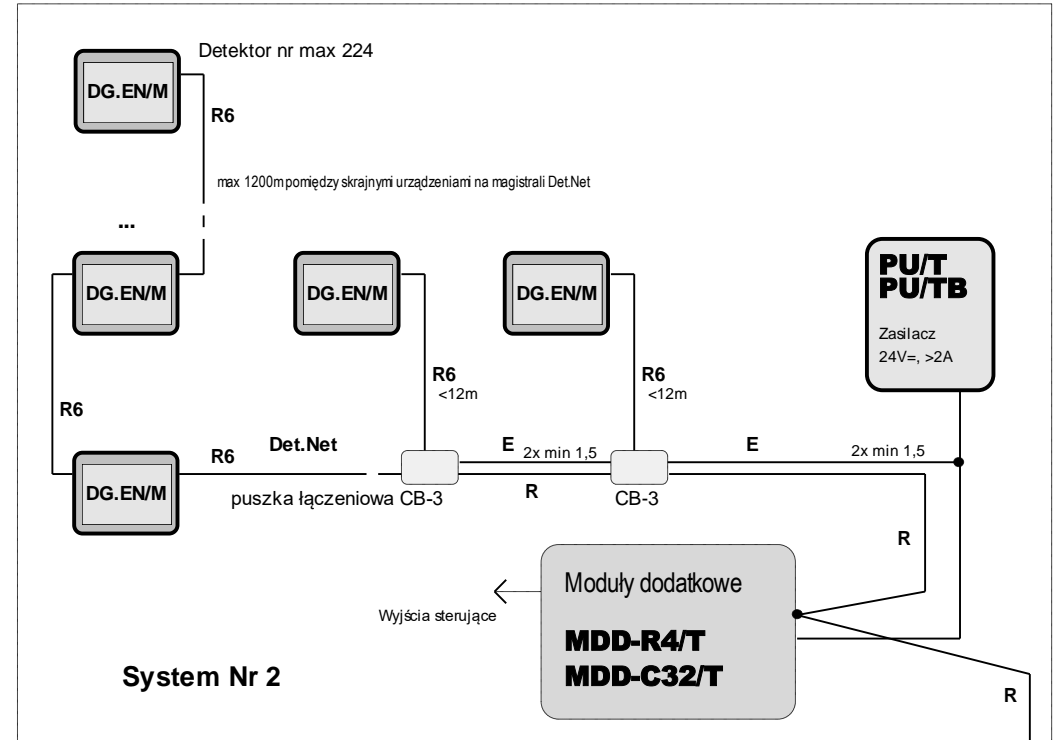 Detektor nr max 224
DG.EN/M
R6
max 1200m pomiędzy skrajnymi urządzeniami na magistrali Det.Net
...
DG.EN/M
DG.EN/M
DG.EN/M
PU/T
PU/TB
Zasilacz
24V=, >2A
R6
<12m
R6
<12m
R6
Det.Net
R6
E
2x min 1,5
E
2x min 1,5
DG.EN/M
puszka łączeniowa CB-3
R
CB-3
R
Moduły dodatkowe
Wyjścia sterujące
MDD-R4/T
MDD-C32/T
System Nr 2
R